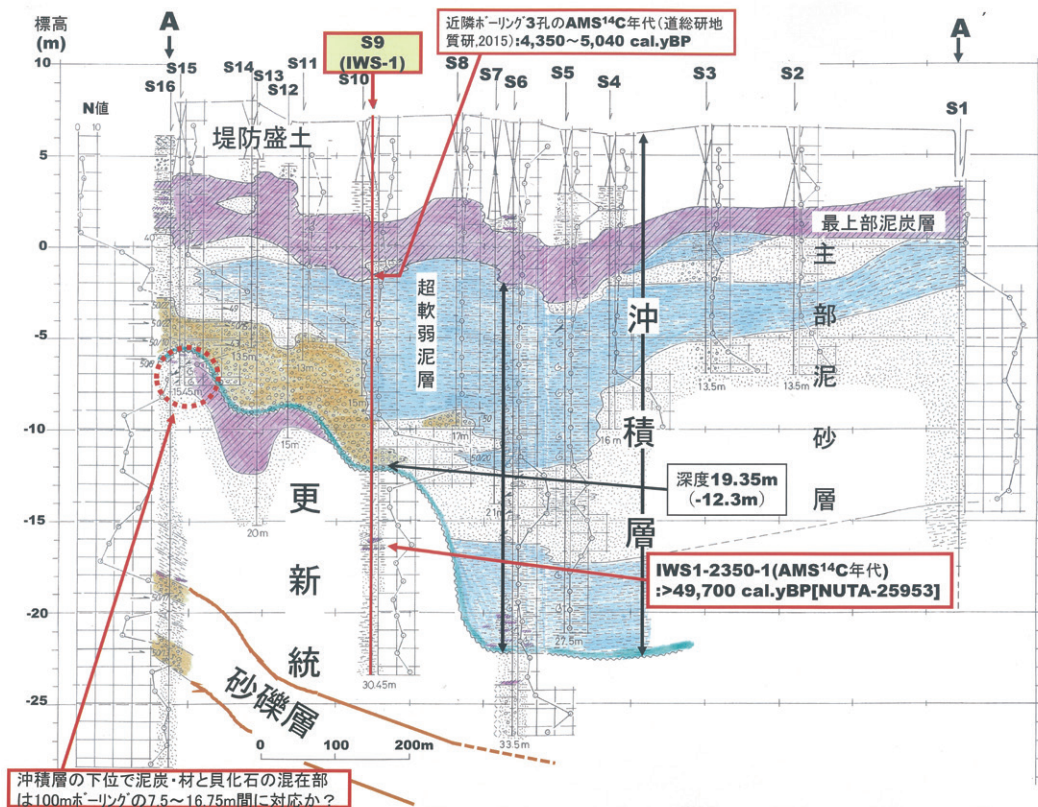 標高
(m)
A
A′
近隣ボーリング3孔のAMS¹⁴C年代(道総研地
質研,2015):4,350～5,040 cal.yBP
S9
(IWS-1)
S16
S15
S14
S13
S12
S11
S10
S8
S7
S6
S5
S4
S3
S2
S1
N値
0 10
10
5
0
-5
-10
-15
-20
-25
堤防盛土
最上部泥炭層
主部泥砂層
超軟弱泥層
沖積層
更新統
砂礫層
13.5m
13m
15.45m
15m
15m
17m
16m
13.5m
13.5m
20m
21m
27.5m
30.45m
33.5m
深度19.35m
(-12.3m)
IWS1-2350-1(AMS¹⁴C年代)
:>49,700 cal.yBP[NUTA-25953]
0 100 200m
沖積層の下位で泥炭・材と貝化石の混在部
は100mボーリングの7.5～16.75m間に対応か？